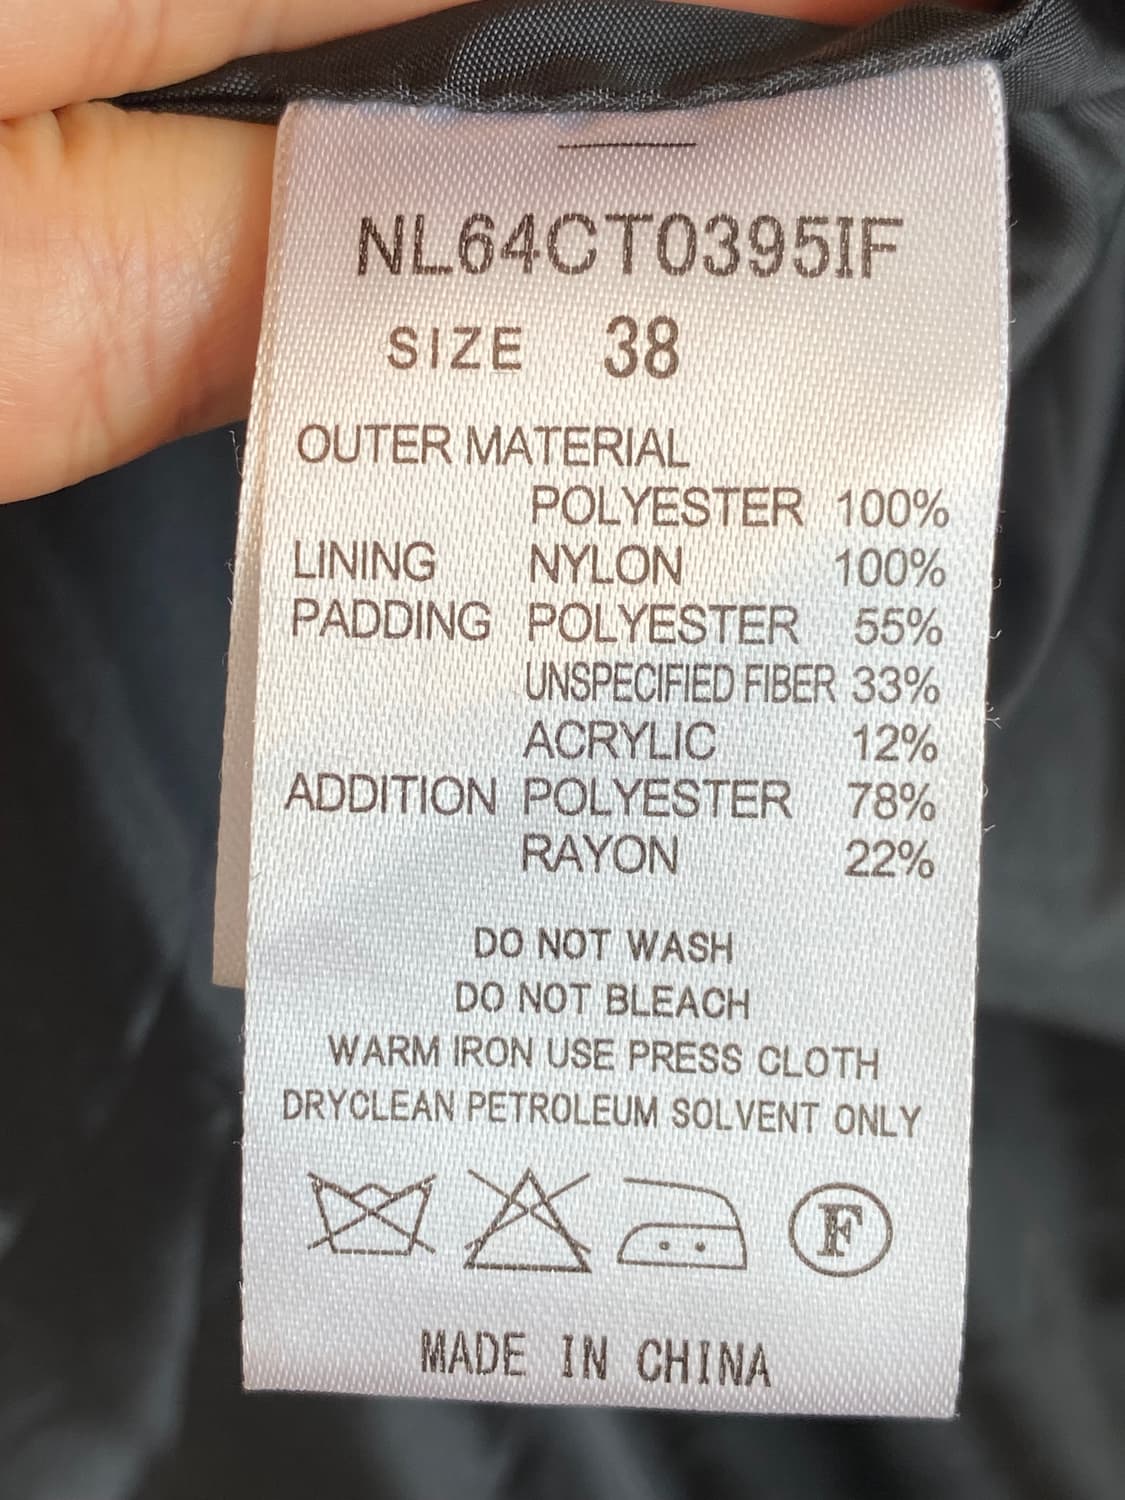 NL64CT0395IF
SIZE 38
OUTER MATERIAL
POLYESTER 100%
LINING NYLON 100%
PADDING POLYESTER 55%
UNSPECIFIED FIBER 33%
ACRYLIC 12%
ADDITION POLYESTER 78%
RAYON 22%
DO NOT WASH
DO NOT BLEACH
WARM IRON USE PRESS CLOTH
DRYCLEAN PETROLEUM SOLVENT ONLY
F
MADE IN CHINA